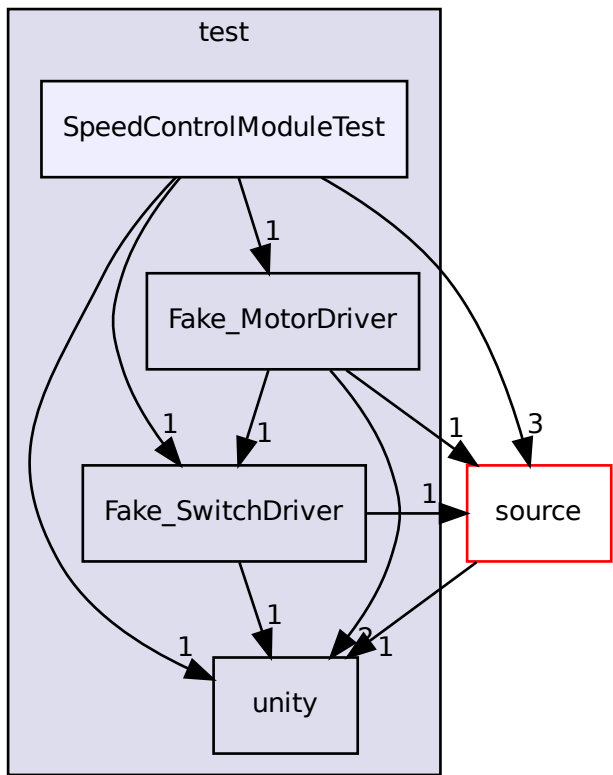 test
SpeedControlModuleTest
1
Fake_MotorDriver
1
1
1
3
Fake_SwitchDriver
1
source
1
1
2
1
unity